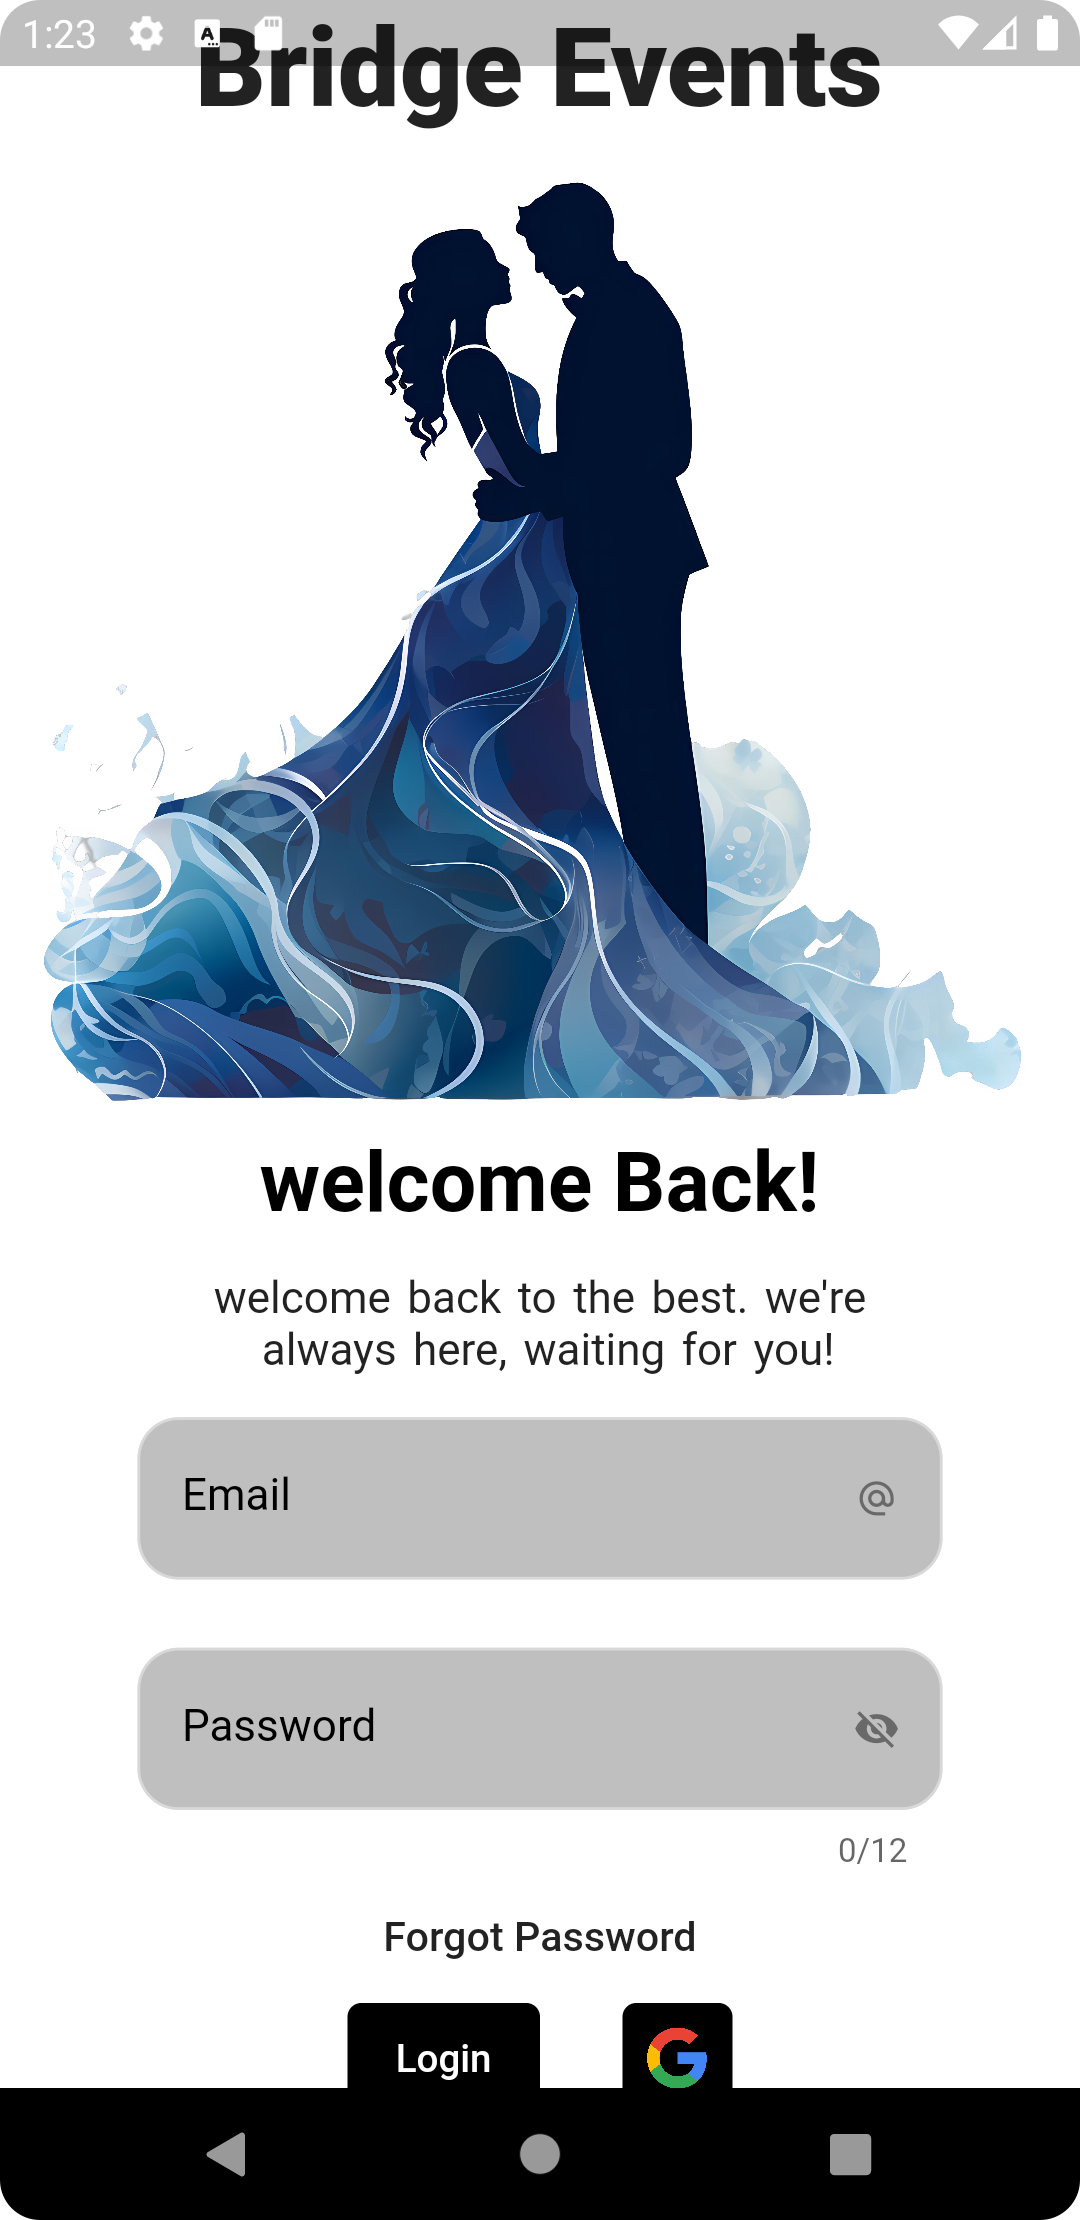 1:23
Bridge Events
welcome Back!
welcome back to the best. we're
always here, waiting for you!
Email
Password
0/12
Forgot Password
Login